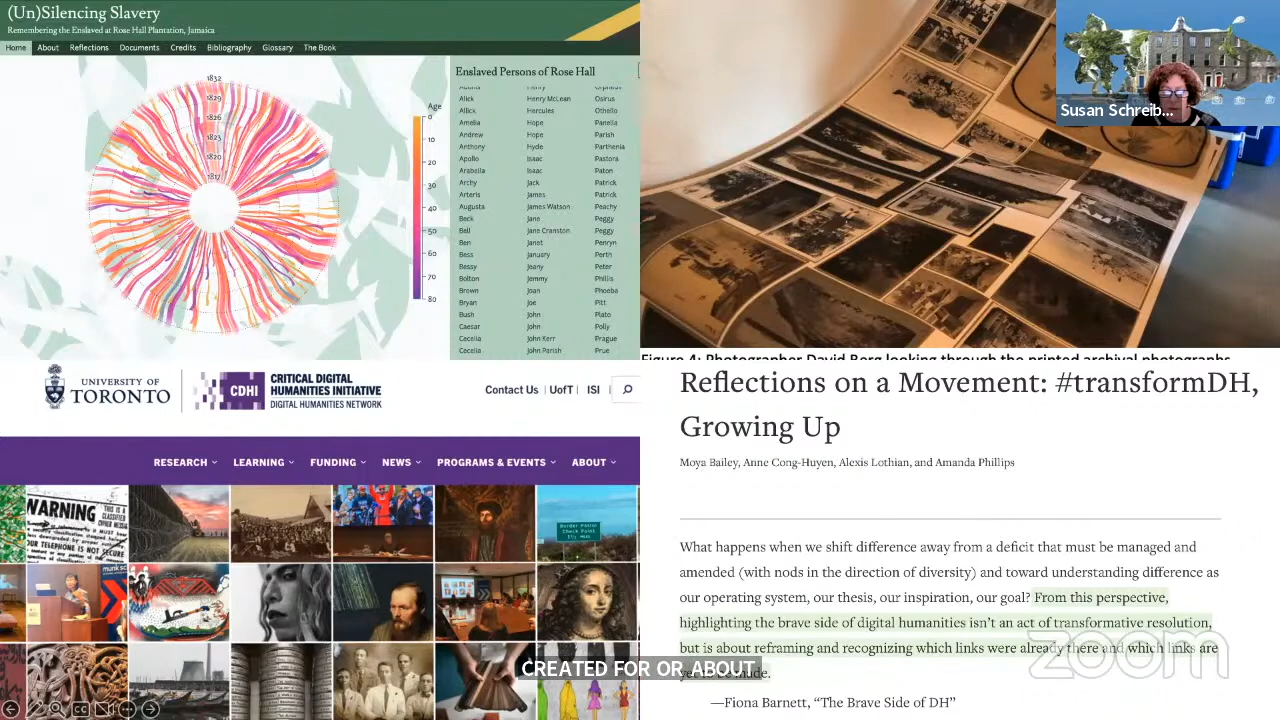 (Un)Silencing Slavery
Remembering the Enslaved at Rose Hall Plantation, Jamaica
Home About Reflections Documents Credits Bibliography Glossary The Book
1832
1829
1826
1823
1820
1817
Age
0
10
20
30
40
50
60
70
80
Enslaved Persons of Rose Hall
Alick Henry McLean Osirus
Allick Hercules Othello
Amelia Hope Panella
Andrew Hope Parish
Anthony Hyde Parthenia
Apollo Isaac Pastora
Arabella Isaac Paton
Archy Jack Patrick
Arteris James Patrick
Augusta James Watson Peachy
Beck Jane Peggy
Bell Jane Cranston Peggy
Ben Janet Penryn
Bess January Perth
Bessy Jeany Peter
Bolton Jemmy Phillis
Brown Joan Phoeba
Bryan Joe Pitt
Bush John Plato
Caesar John Polly
Cecelia John Kerr Prague
Cecelia John Parish Prue
Susan Schreib...
Figure 4: Photographer David Berg looking through the printed archival photographs
UNIVERSITY OF
TORONTO
CDHI
CRITICAL DIGITAL
HUMANITIES INITIATIVE
DIGITAL HUMANITIES NETWORK
Contact Us UofT ISI
RESEARCH LEARNING FUNDING NEWS PROGRAMS & EVENTS ABOUT
WARNING
Reflections on a Movement: #transformDH,
Growing Up
Moya Bailey, Anne Cong-Huyen, Alexis Lothian, and Amanda Phillips
What happens when we shift difference away from a deficit that must be managed and
amended (with nods in the direction of diversity) and toward understanding difference as
our operating system, our thesis, our inspiration, our goal? From this perspective,
highlighting the brave side of digital humanities isn't an act of transformative resolution,
but is about reframing and recognizing which links were already there and which links are
—Fiona Barnett, "The Brave Side of DH"
zoom
CREATED FOR OR ABOUT